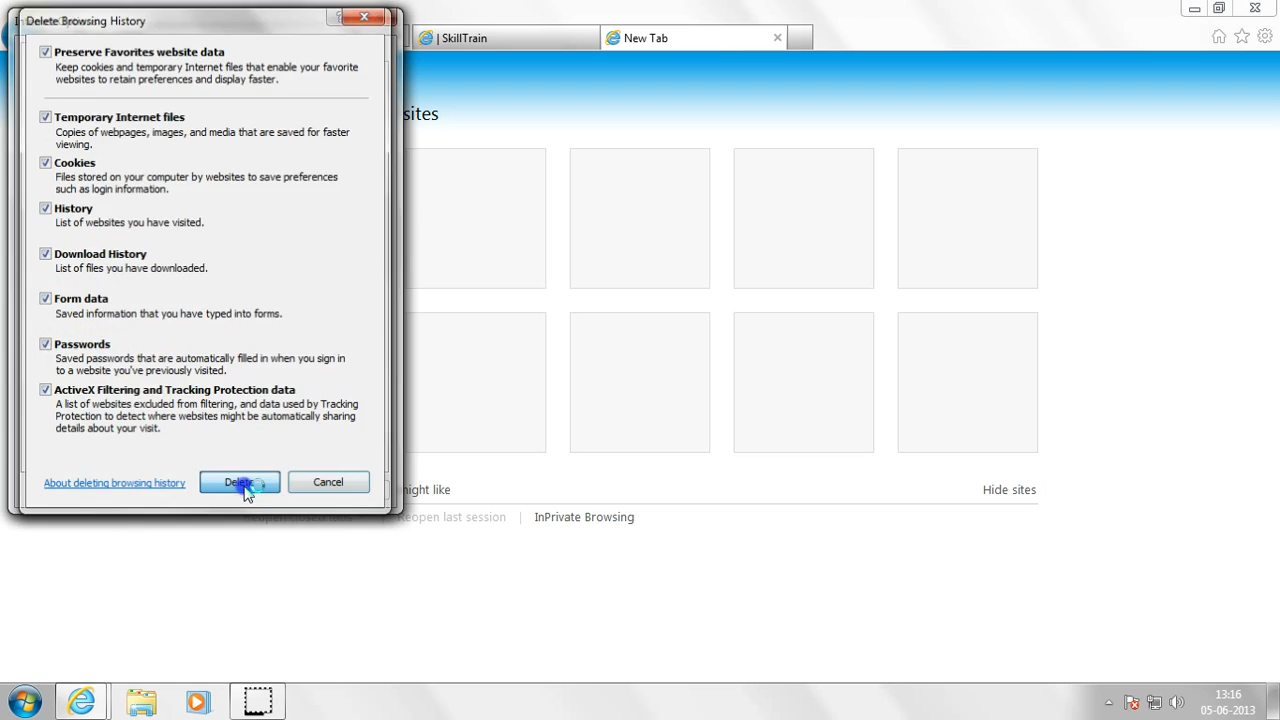 Delete Browsing History
| SkillTrain
New Tab
Preserve Favorites website data
Keep cookies and temporary Internet files that enable your favorite
websites to retain preferences and display faster.
sites
Temporary Internet files
Copies of webpages, images, and media that are saved for faster
viewing.
Cookies
Files stored on your computer by websites to save preferences
such as login information.
History
List of websites you have visited.
Download History
List of files you have downloaded.
Form data
Saved information that you have typed into forms.
Passwords
Saved passwords that are automatically filled in when you sign in
to a website you've previously visited.
ActiveX Filtering and Tracking Protection data
A list of websites excluded from filtering, and data used by Tracking
Protection to detect where websites might be automatically sharing
details about your visit.
About deleting browsing history
Delete
Cancel
might like
Hide sites
Reopen last session | InPrivate Browsing
13:16
05-06-2013